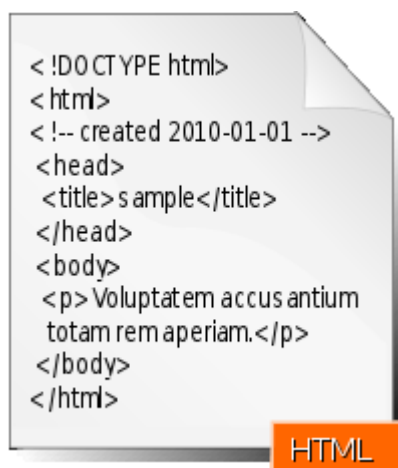 <!DOCTYPE html>
<html>
<!-- created 2010-01-01 -->
<head>
<title>sample</title>
</head>
<body>
<p>Voluptatem accusantium
totam rem aperiam.</p>
</body>
</html>
HTML